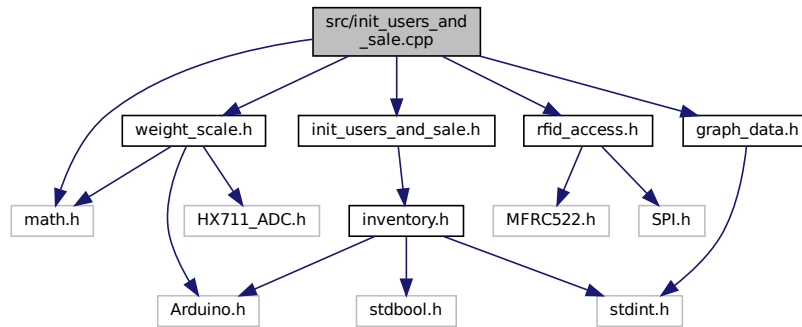 src/init_users_and
_sale.cpp
weight_scale.h
init_users_and_sale.h
rfid_access.h
graph_data.h
math.h
HX711_ADC.h
inventory.h
MFRC522.h
SPI.h
Arduino.h
stdbool.h
stdint.h